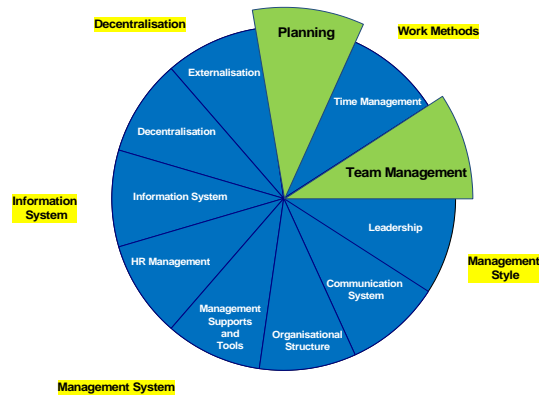 Decentralisation
Planning
Work Methods
Externalisation
Time Management
Decentralisation
Team Management
Information System
Information
System
Leadership
HR Management
Management
Style
Communication
System
Management
Supports
and
Tools
Organisational
Structure
Management System